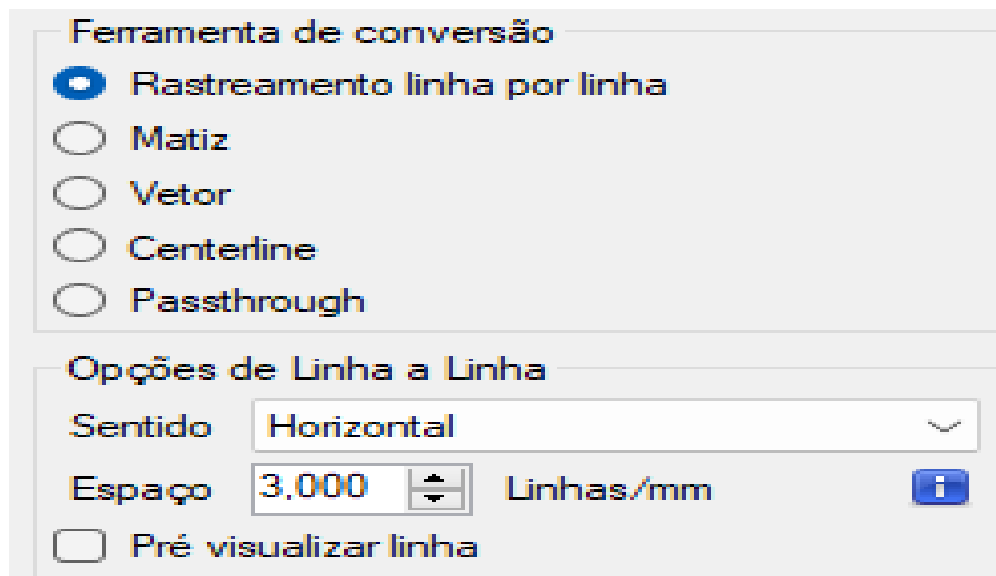 Ferramenta de conversão
Rastreamento linha por linha
Matiz
Vetor
Centerline
Passthrough
Opções de Linha a Linha
Sentido Horizontal
Espaço 3,000 Linhas/mm i
Pré visualizar linha